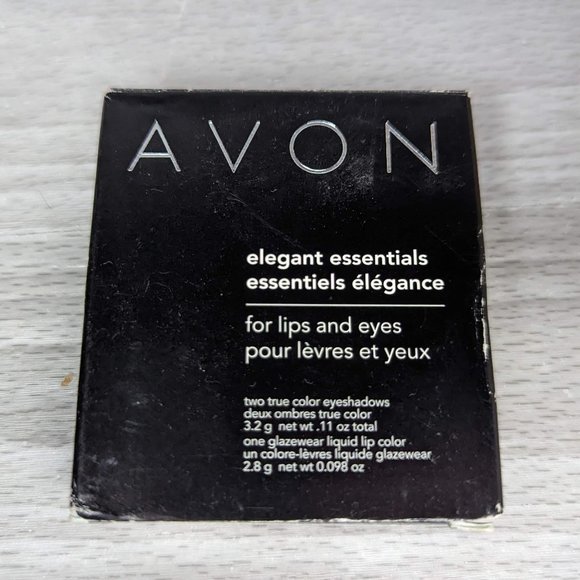 AVON
elegant essentials
essentiels élégance
for lips and eyes
pour lèvres et yeux
two true color eyeshadows
deux ombres true color
3.2 g net wt .11 oz total
one glazewear liquid lip color
un colore-lèvres liquide glazewear
2.8 g net wt 0.098 oz